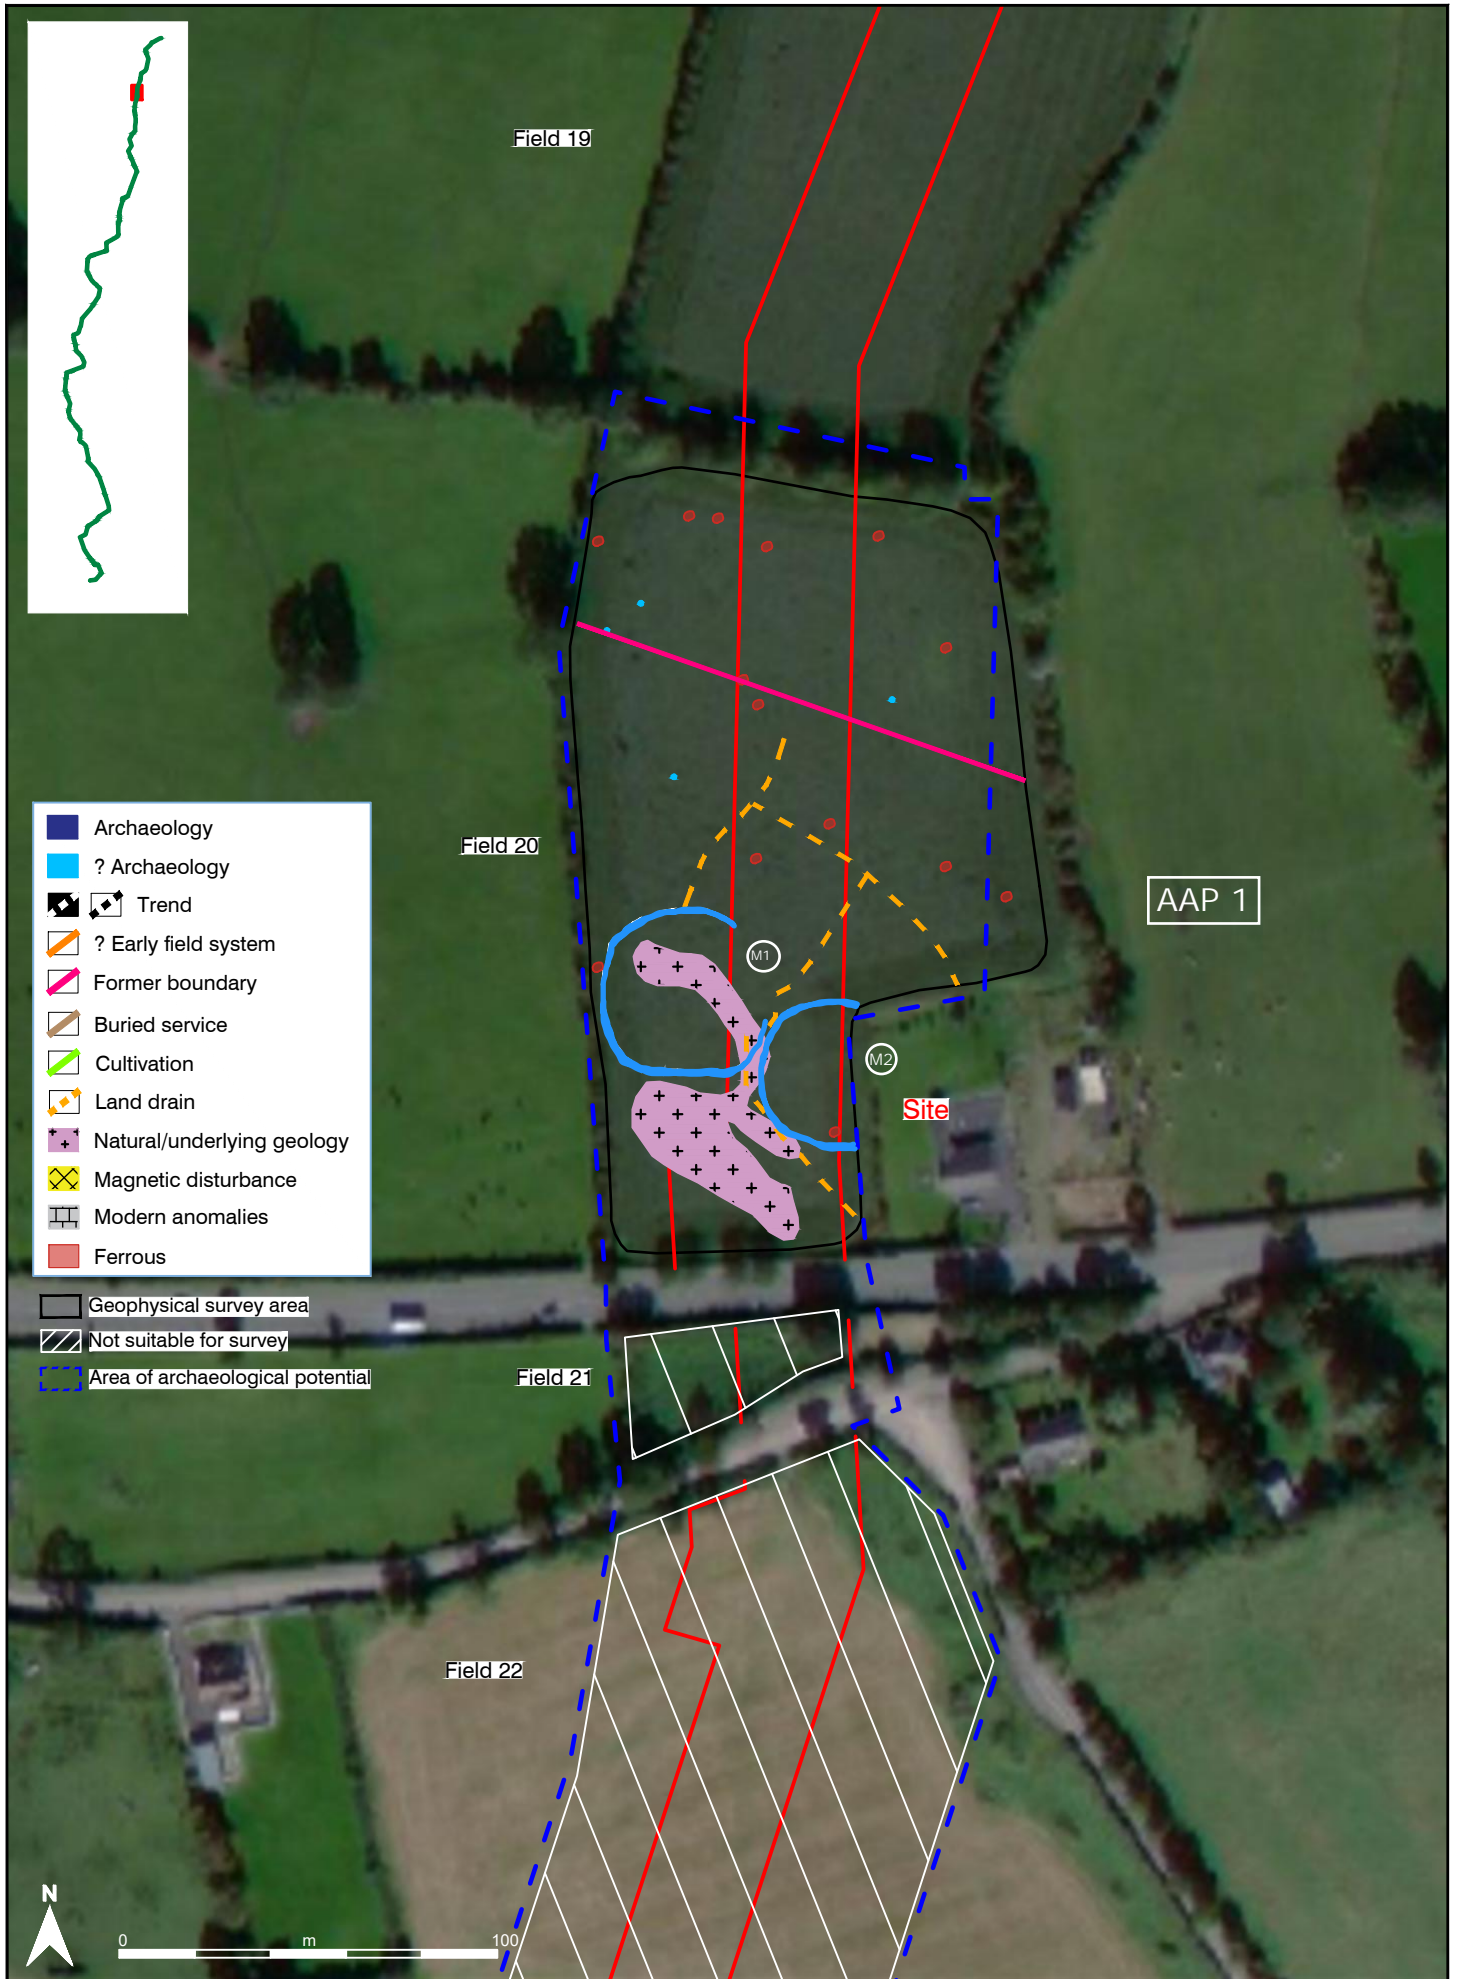 Field 19
Field 20
AAP 1
M1
M2
Site
Archaeology
? Archaeology
Trend
? Early field system
Former boundary
Buried service
Cultivation
Land drain
Natural/underlying geology
Magnetic disturbance
Modern anomalies
Ferrous
Geophysical survey area
Not suitable for survey
Area of archaeological potential
Field 21
Field 22
N
0 m 100